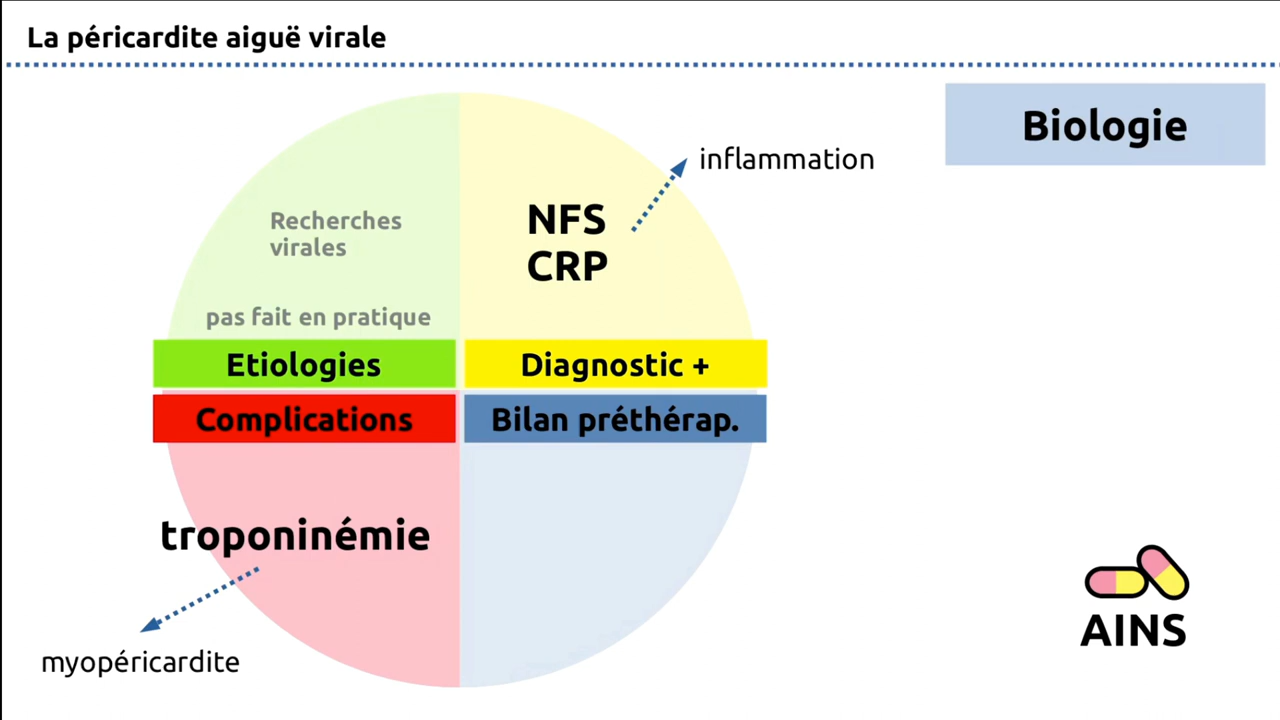 La péricardite aiguë virale
Biologie
inflammation
NFS
CRP
Recherches
virales
pas fait en pratique
Etiologies
Diagnostic +
Complications
Bilan préthérap.
troponinémie
myopéricardite
AINS